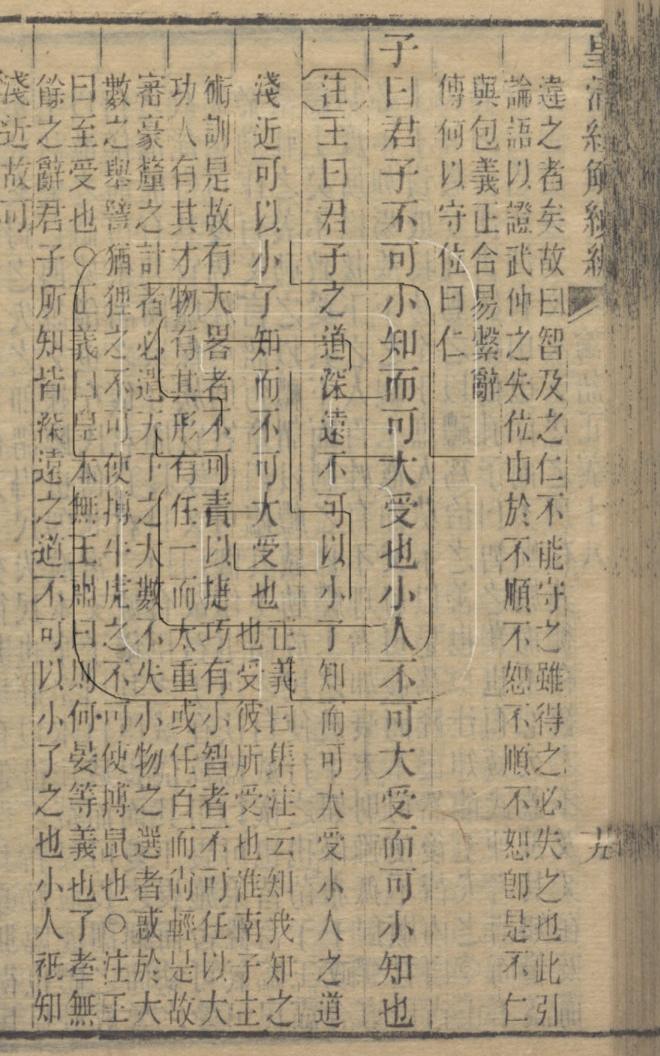 皇清經解續編
九
違之者矣故曰智及之仁不能守之雖得之必失之也此引
論語以證武仲之失位由於不順不恕不順不恕卽是不仁
與包義正合易繫辭
傳何以守位曰仁
子曰君子不可小知而可大受也小人不可大受而可小知也
注王曰君子之道深遠不可以小了知而可大受小人之道
淺近可以小了知而不可大受也
正義曰集注云知我知之
也受彼所受也淮南子主
術訓是故有大畧者不可責以捷巧有小智者不可任以大
功人有其才物有其形有任一而太重或任百而尙輕是故
審豪釐之計者必遺天下之大數不失小物之選者惑於大
數之舉譬猶狸之不可使搏牛虎之不可使搏鼠也○注王
曰至受也○正義曰皇本無王肅曰則何晏等義也了者無
餘之辭君子所知皆深遠之道不可以小了之也小人祇知
淺近故可